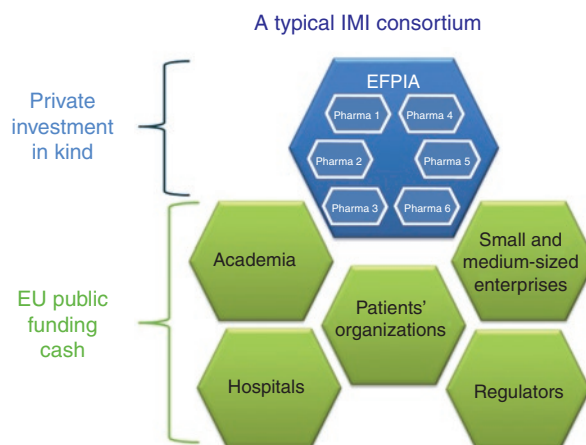 A typical IMI consortium
Private
investment
in kind
EFPIA
Pharma 1
Pharma 4
Pharma 2
Pharma 5
Pharma 3
Pharma 6
EU public
funding
cash
Academia
Small and
medium-sized
enterprises
Patients'
organizations
Hospitals
Regulators